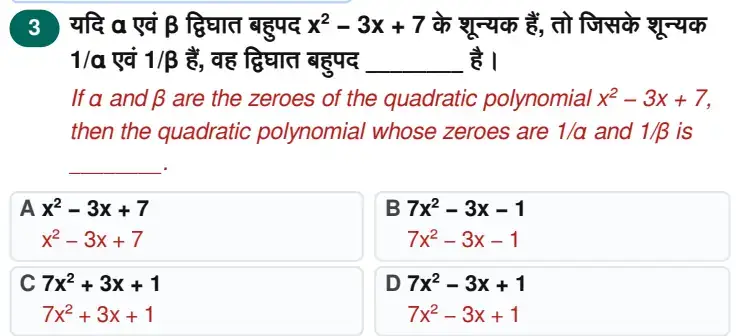 3 यदि α एवं β द्विघात बहुपद x² – 3x + 7 के शून्यक हैं, तो जिसके शून्यक
1/α एवं 1/β हैं, वह द्विघात बहुपद _________ है।
If α and β are the zeroes of the quadratic polynomial x² – 3x + 7,
then the quadratic polynomial whose zeroes are 1/α and 1/β is
_________.
A x² – 3x + 7
x² – 3x + 7
B 7x² – 3x – 1
7x² – 3x – 1
C 7x² + 3x + 1
7x² + 3x + 1
D 7x² – 3x + 1
7x² – 3x + 1